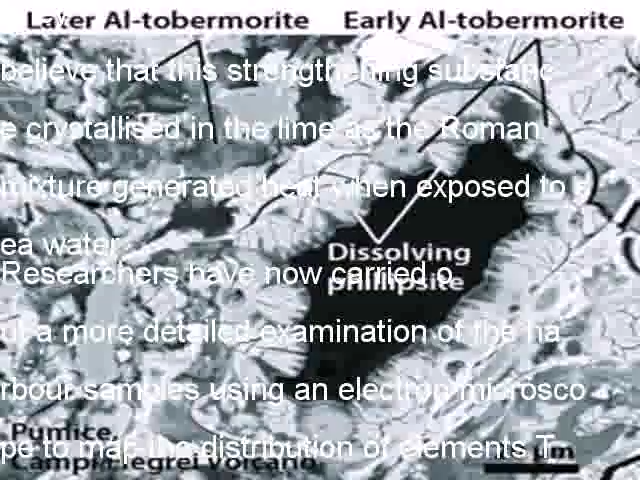 Later Al-tobermorite Early Al-tobermorite
believe that this strengthening substanc
e crystallised in the lime as the Roman
mixture generated heat when exposed to s
ea water
Dissolving
phillipsite
Researchers have now carried o
ut a more detailed examination of the ha
rbour samples using an electron microsco
pe to map the distribution of elements T
Pumice,
Campi Flegrei Volcano
µm